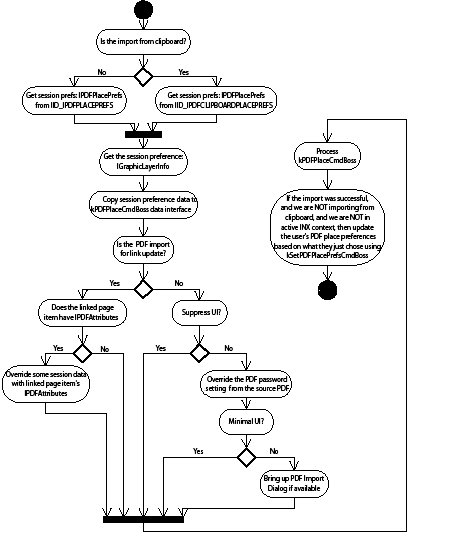 Is the import from clipboard?
No
Yes
Get session prefs: IPDFPlacePrefs
from IID_IPDFPLACEPREFS
Get session prefs: IPDFPlacePrefs
from IID_IPDFCLIPBOARDPLACEPREFS
Get the session preference:
IGraphicLayerInfo
Copy session preference data to
kPDFPlaceCmdBoss data interface
Is the PDF import
for link update?
Yes
No
Does the linked page
item have IPDFAttributes
Suppress UI?
Yes
No
Yes
No
Override some session data
with linked page item's
IPDFAttributes
Override the PDF password
setting from the source PDF
Minimal UI?
Yes
No
Bring up PDF Import
Dialog if available
Process
kPDFPlaceCmdBoss
If the import was successful,
and we are NOT importing from
clipboard, and we are NOT in
active INX context, then update
the user's PDF place preferences
based on what they just chose using
kSetPDFPlacePrefsCmdBoss